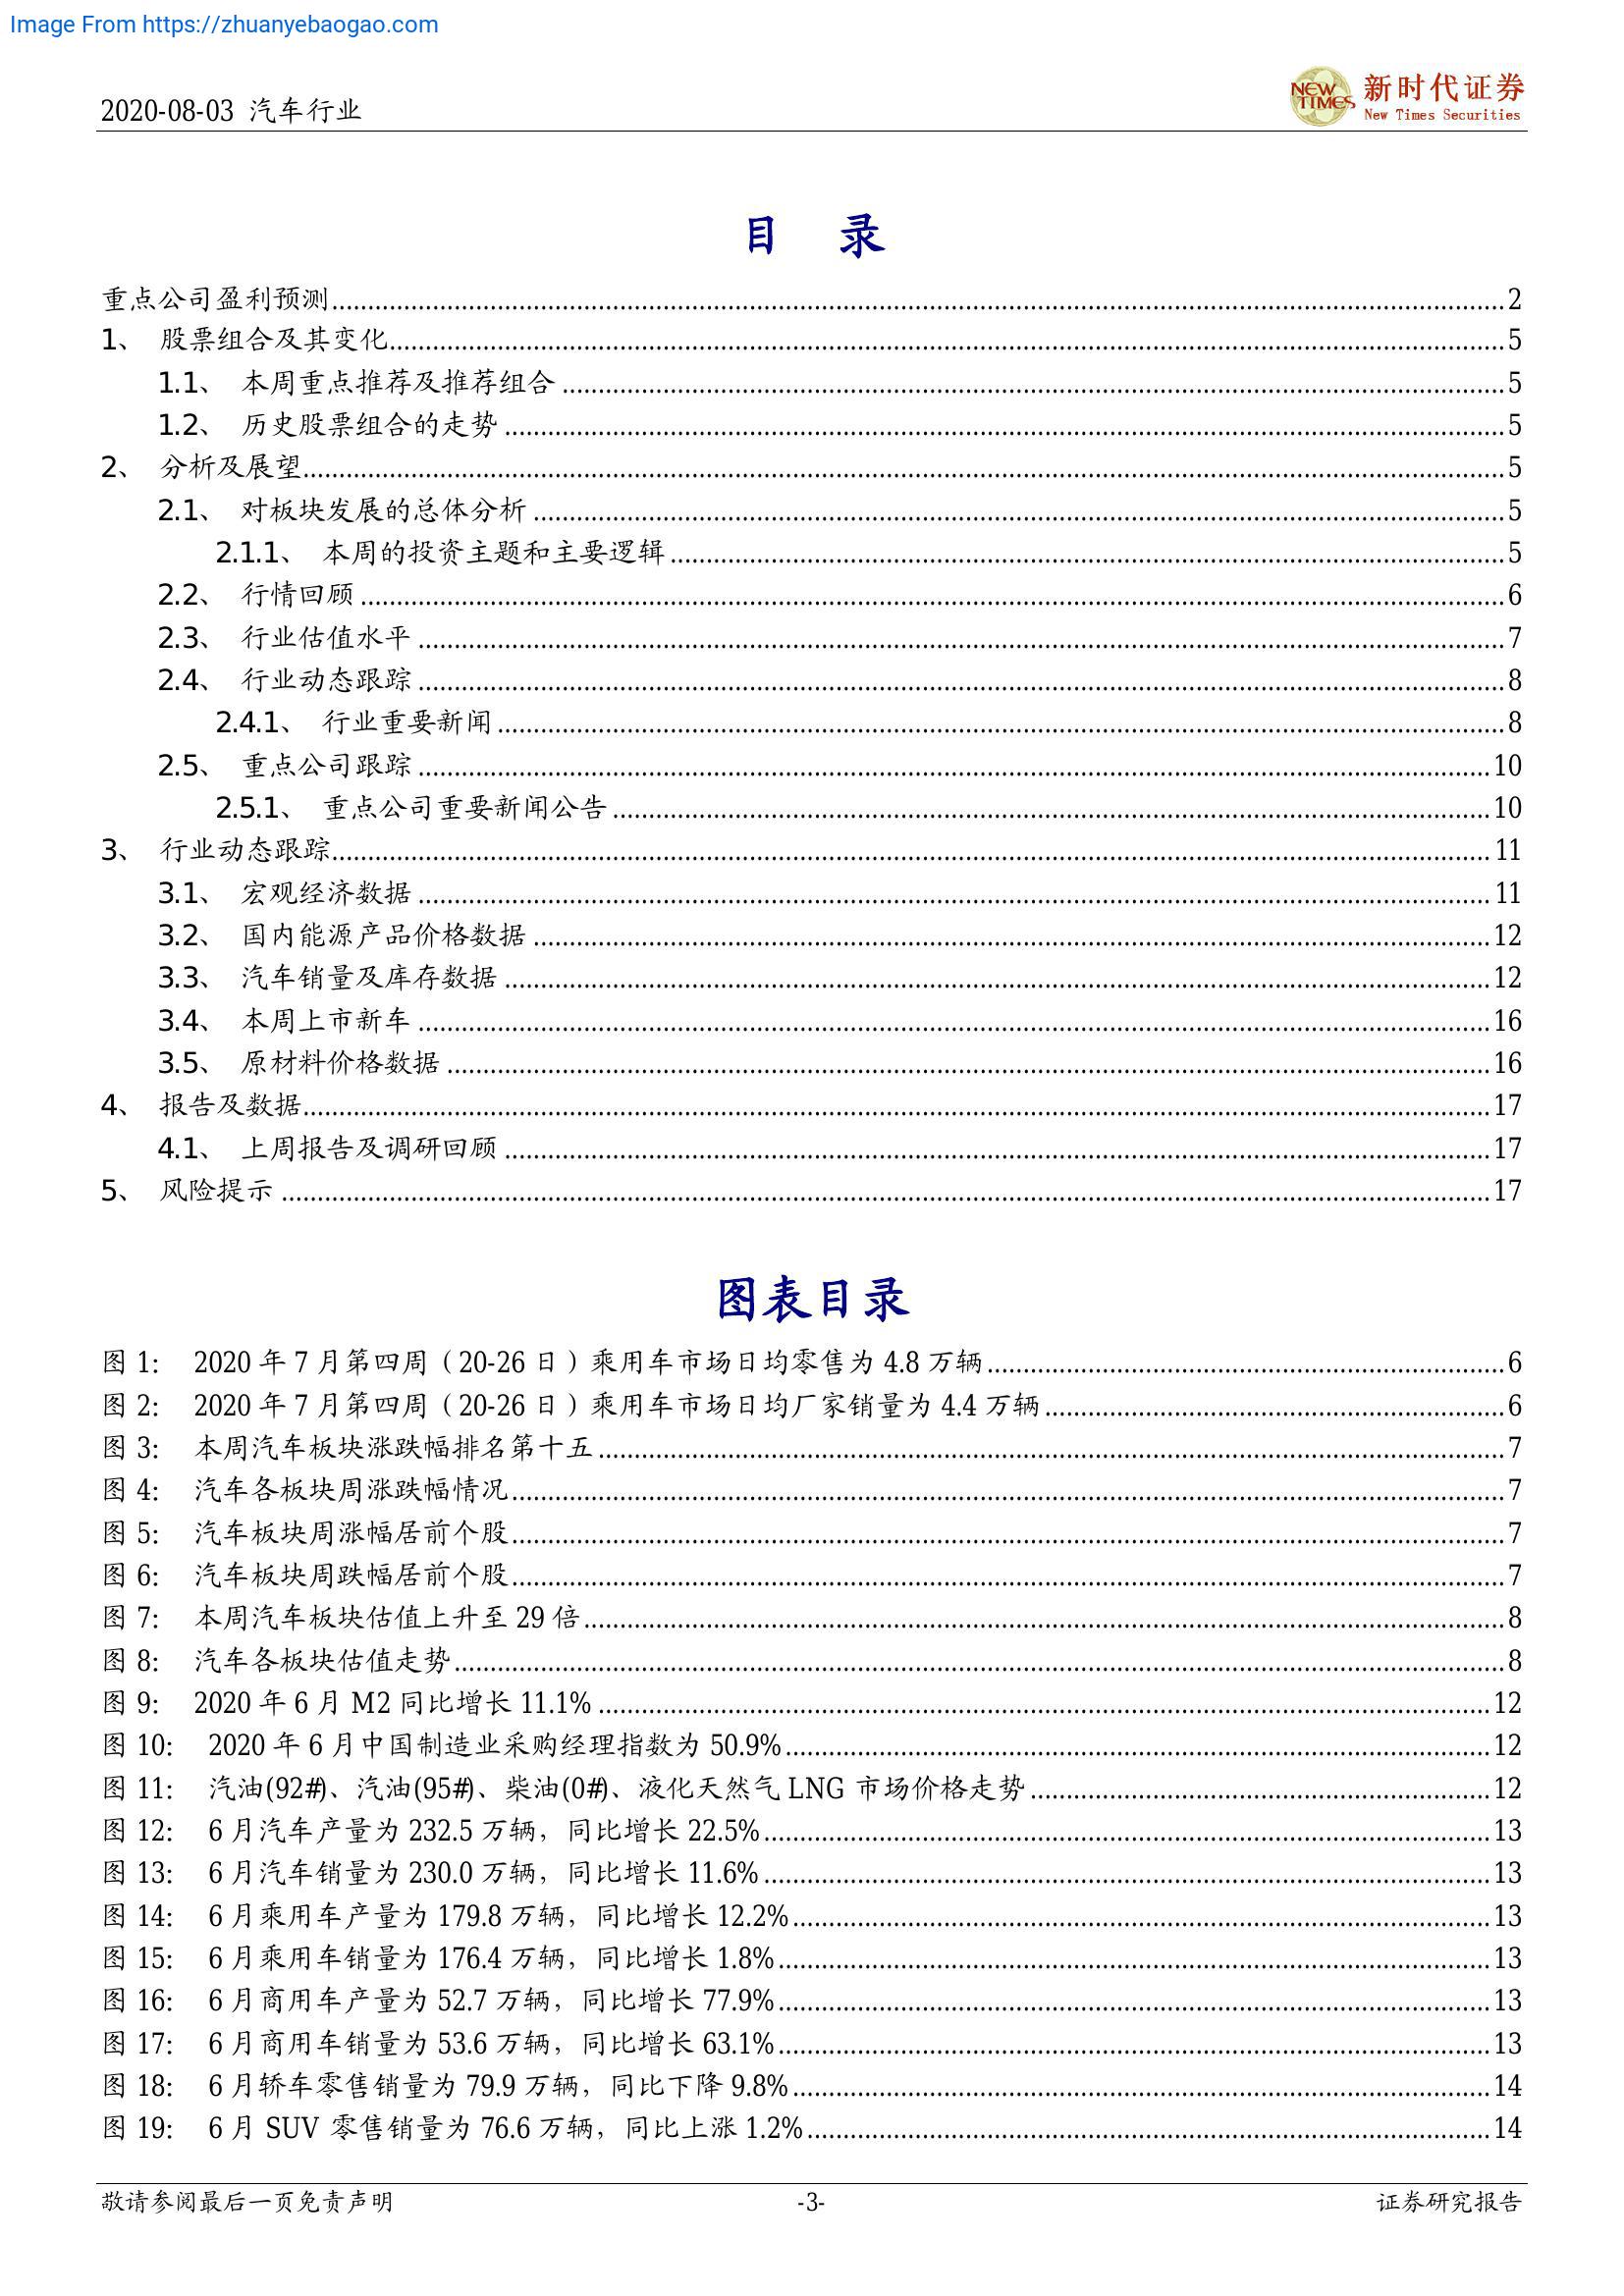 Image From https://zhuanyebaogao.com
2020-08-03 汽车行业
NEW TIMES 新时代证券
New Times Securities
目 录
重点公司盈利预测 2
1、 股票组合及其变化 5
1.1、 本周重点推荐及推荐组合 5
1.2、 历史股票组合的走势 5
2、 分析及展望 5
2.1、 对板块发展的总体分析 5
2.1.1、 本周的投资主题和主要逻辑 5
2.2、 行情回顾 6
2.3、 行业估值水平 7
2.4、 行业动态跟踪 8
2.4.1、 行业重要新闻 8
2.5、 重点公司跟踪 10
2.5.1、 重点公司重要新闻公告 10
3、 行业动态跟踪 11
3.1、 宏观经济数据 11
3.2、 国内能源产品价格数据 12
3.3、 汽车销量及库存数据 12
3.4、 本周上市新车 16
3.5、 原材料价格数据 16
4、 报告及数据 17
4.1、 上周报告及调研回顾 17
5、 风险提示 17
图表目录
图 1: 2020 年 7 月第四周（20-26 日）乘用车市场日均零售为 4.8 万辆 6
图 2: 2020 年 7 月第四周（20-26 日）乘用车市场日均厂家销量为 4.4 万辆 6
图 3: 本周汽车板块涨跌幅排名第十五 7
图 4: 汽车各板块周涨跌幅情况 7
图 5: 汽车板块周涨幅居前个股 7
图 6: 汽车板块周跌幅居前个股 7
图 7: 本周汽车板块估值上升至 29 倍 8
图 8: 汽车各板块估值走势 8
图 9: 2020 年 6 月 M2 同比增长 11.1% 12
图 10: 2020 年 6 月中国制造业采购经理指数为 50.9% 12
图 11: 汽油(92#)、汽油(95#)、柴油(0#)、液化天然气 LNG 市场价格走势 12
图 12: 6 月汽车产量为 232.5 万辆，同比增长 22.5% 13
图 13: 6 月汽车销量为 230.0 万辆，同比增长 11.6% 13
图 14: 6 月乘用车产量为 179.8 万辆，同比增长 12.2% 13
图 15: 6 月乘用车销量为 176.4 万辆，同比增长 1.8% 13
图 16: 6 月商用车产量为 52.7 万辆，同比增长 77.9% 13
图 17: 6 月商用车销量为 53.6 万辆，同比增长 63.1% 13
图 18: 6 月轿车零售销量为 79.9 万辆，同比下降 9.8% 14
图 19: 6 月 SUV 零售销量为 76.6 万辆，同比上涨 1.2% 14
敬请参阅最后一页免责声明 -3- 证券研究报告